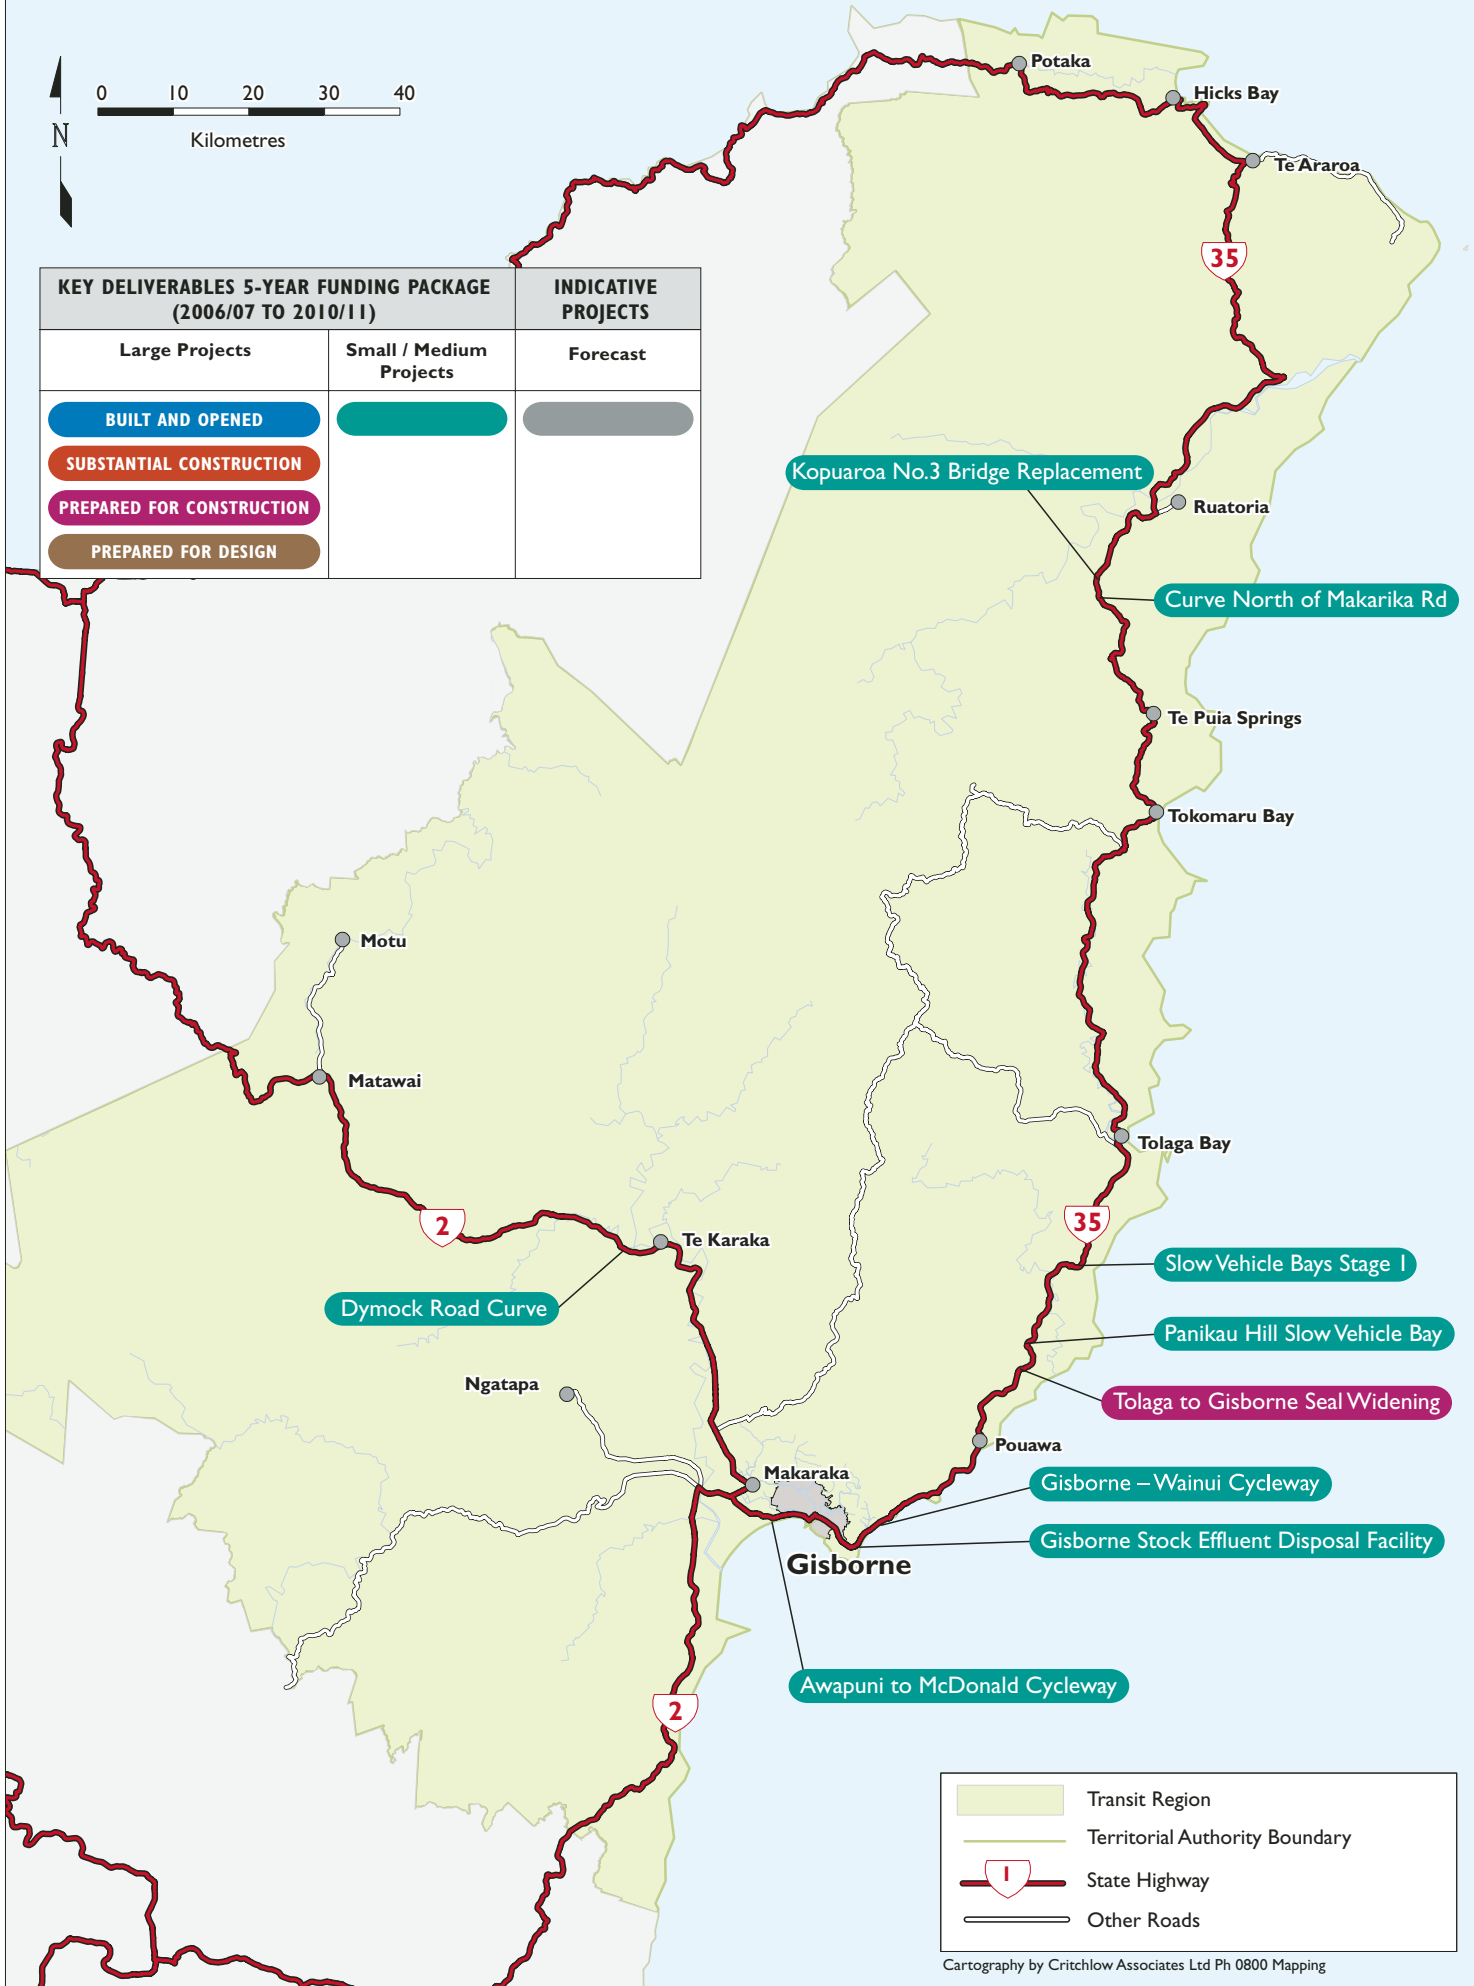 Potaka
Hicks Bay
Te Araroa
0 10 20 30 40
N
Kilometres
35
KEY DELIVERABLES 5-YEAR FUNDING PACKAGE
(2006/07 TO 2010/11)
INDICATIVE
PROJECTS
Large Projects
Small / Medium
Projects
Forecast
BUILT AND OPENED
SUBSTANTIAL CONSTRUCTION
PREPARED FOR CONSTRUCTION
PREPARED FOR DESIGN
Kopuaroa No.3 Bridge Replacement
Ruatoria
Curve North of Makarika Rd
Te Puia Springs
Tokomaru Bay
Motu
Matawai
Tolaga Bay
35
2
Te Karaka
Slow Vehicle Bays Stage 1
Dymock Road Curve
Panikau Hill Slow Vehicle Bay
Ngatapa
Tolaga to Gisborne Seal Widening
Pouawa
Makaraka
Gisborne – Wainui Cycleway
Gisborne Stock Effluent Disposal Facility
Gisborne
Awapuni to McDonald Cycleway
2
Transit Region
Territorial Authority Boundary
1
State Highway
Other Roads
Cartography by Critchlow Associates Ltd Ph 0800 Mapping